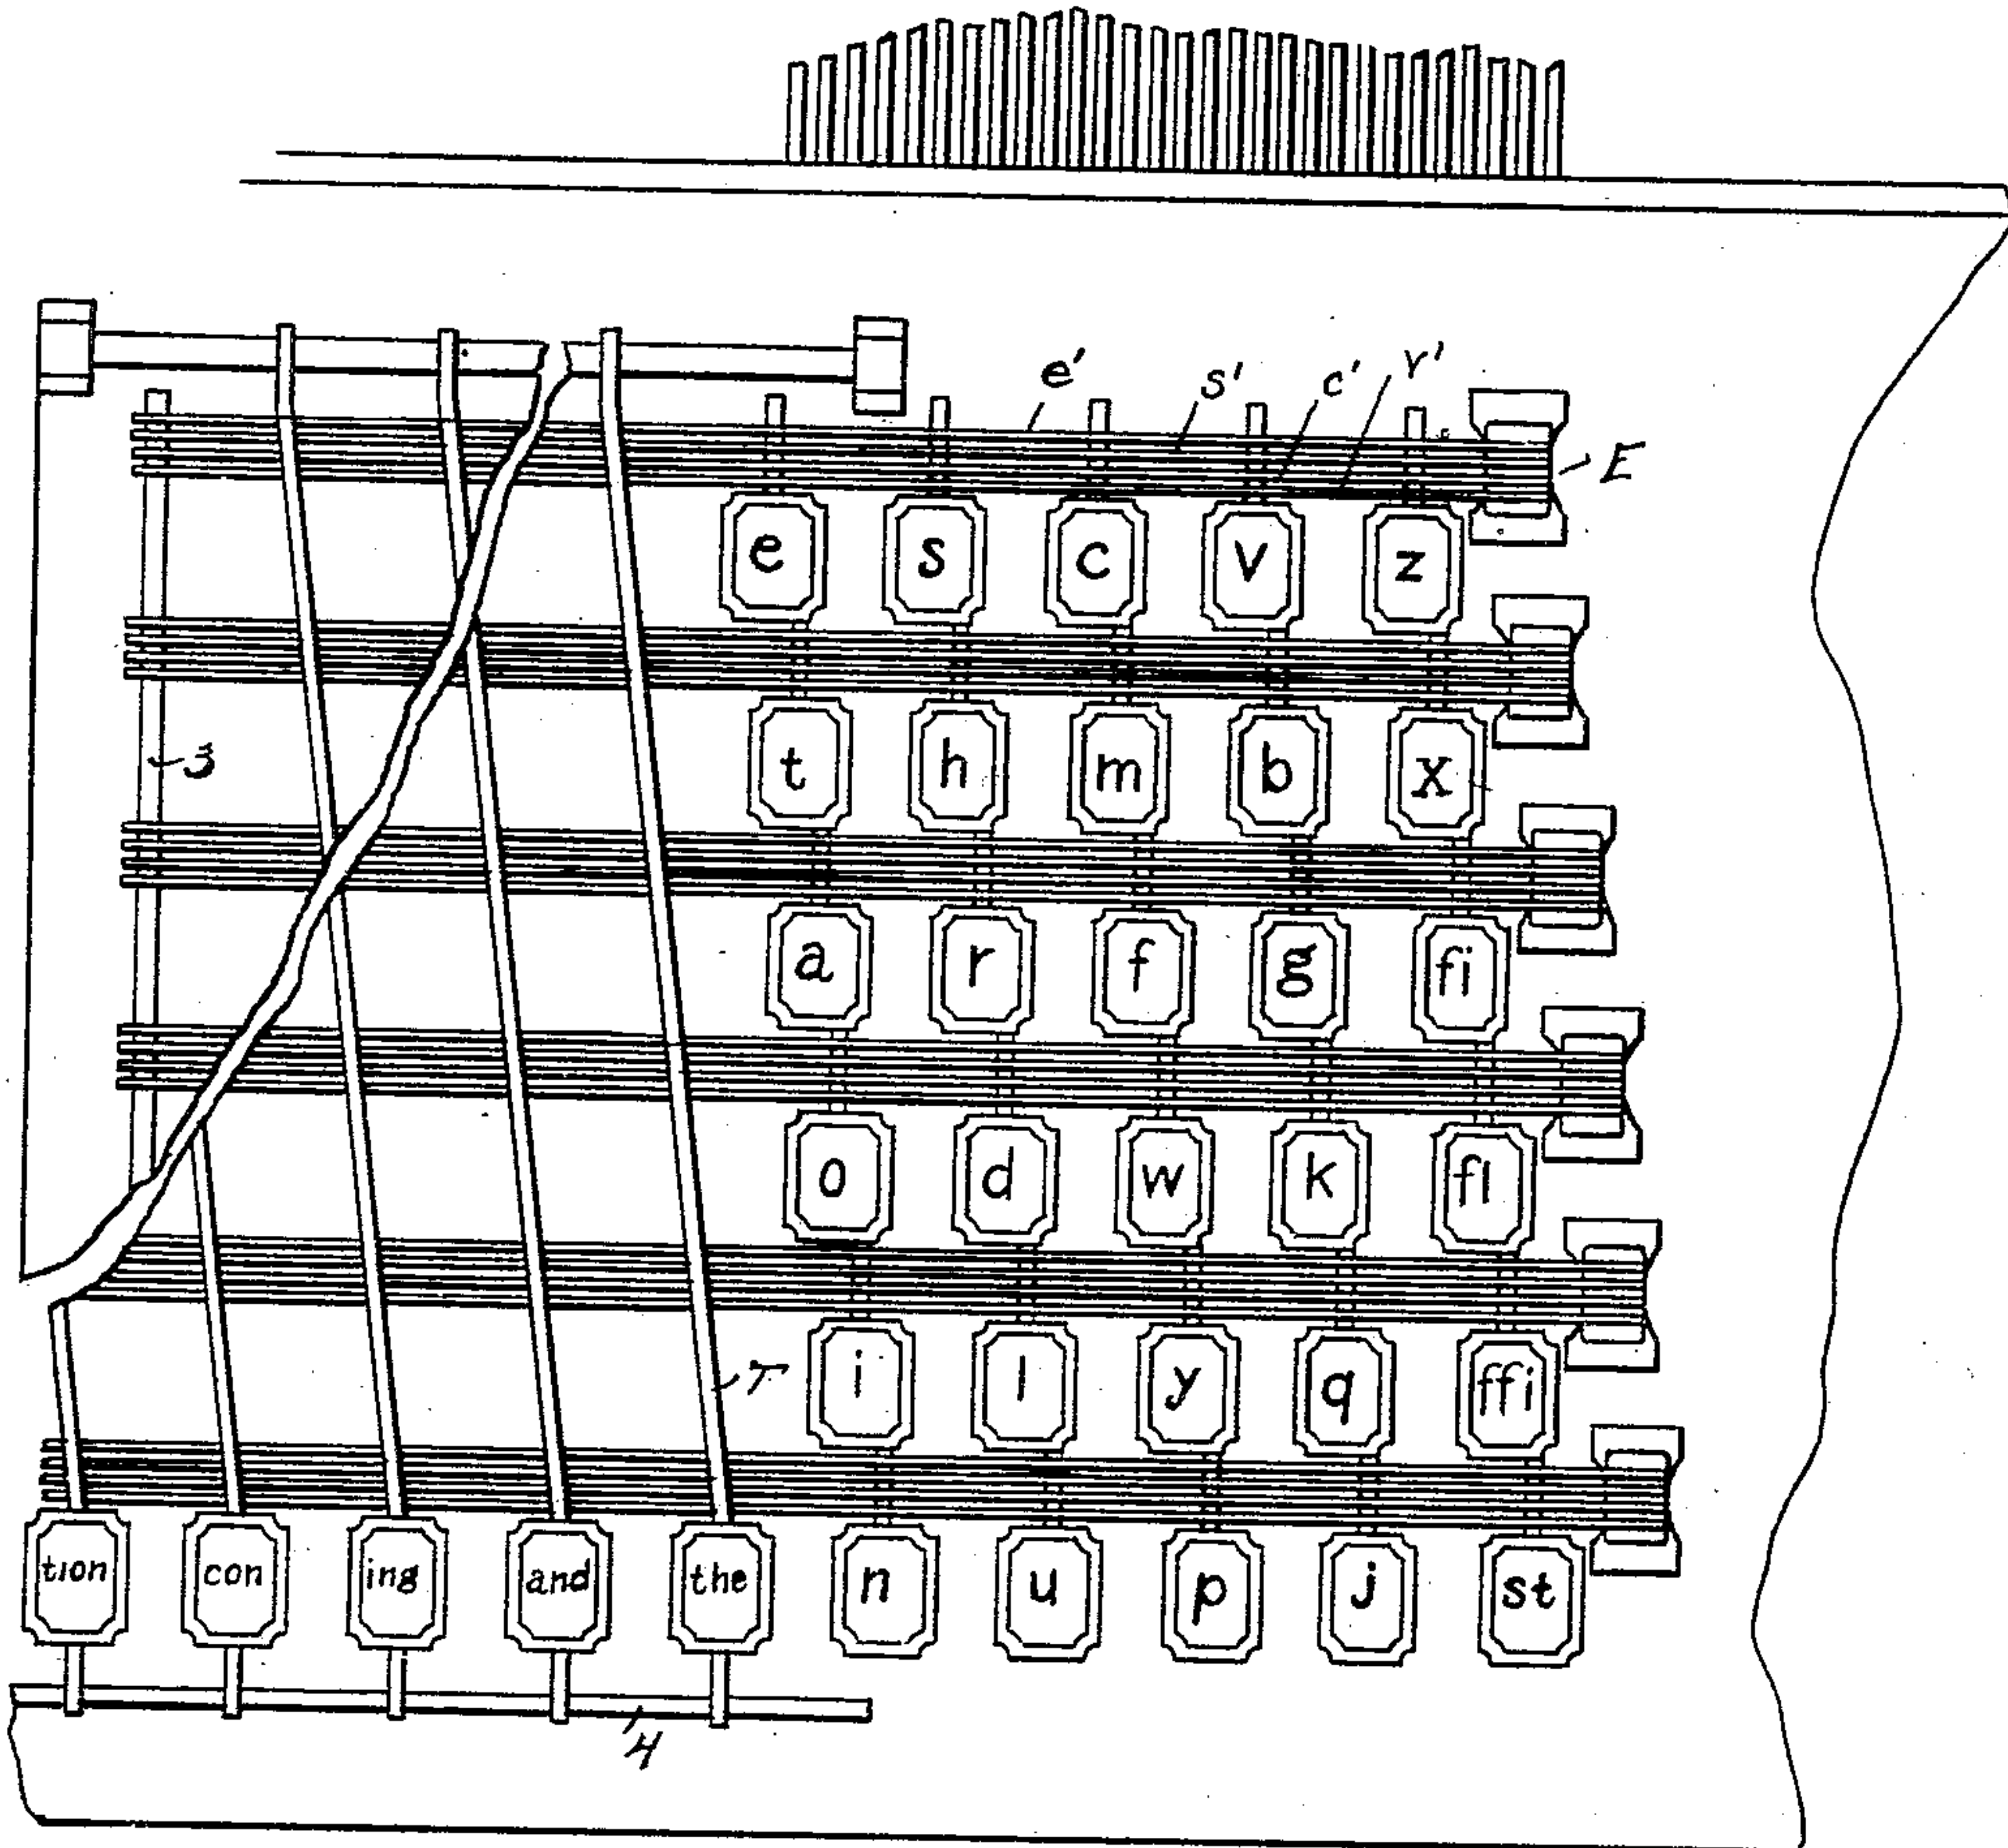 e' s' c' v'
E
e s c v z
t h m b x
3
a r f g fi
o d w k fl
i l y q ffi
T
tion con ing and the n u p j st
4